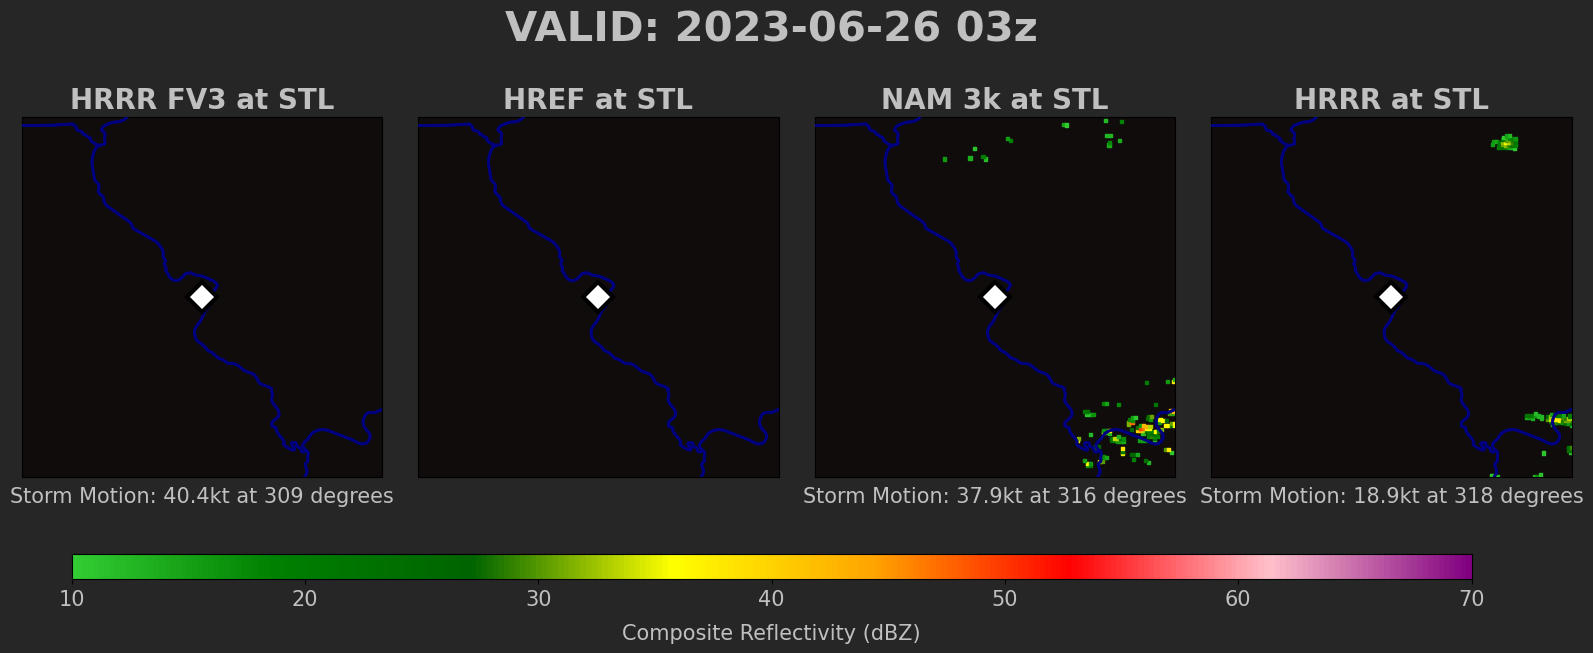 VALID: 2023-06-26 03z
HRRR FV3 at STL
HREF at STL
NAM 3k at STL
HRRR at STL
Storm Motion: 40.4kt at 309 degrees
Storm Motion: 37.9kt at 316 degrees
Storm Motion: 18.9kt at 318 degrees
10 20 30 40 50 60 70
Composite Reflectivity (dBZ)